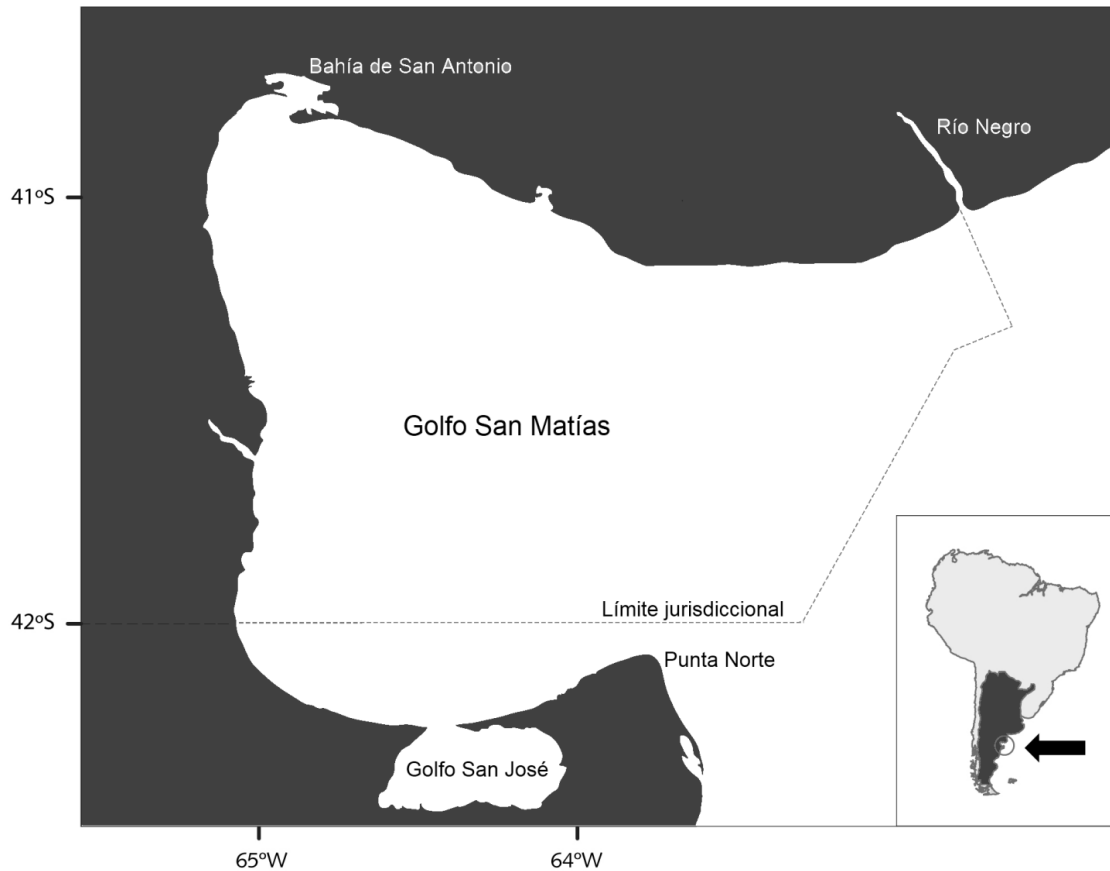 Bahía de San Antonio
Río Negro
41ºS
Golfo San Matías
42ºS
Límite jurisdiccional
Punta Norte
Golfo San José
65ºW
64ºW